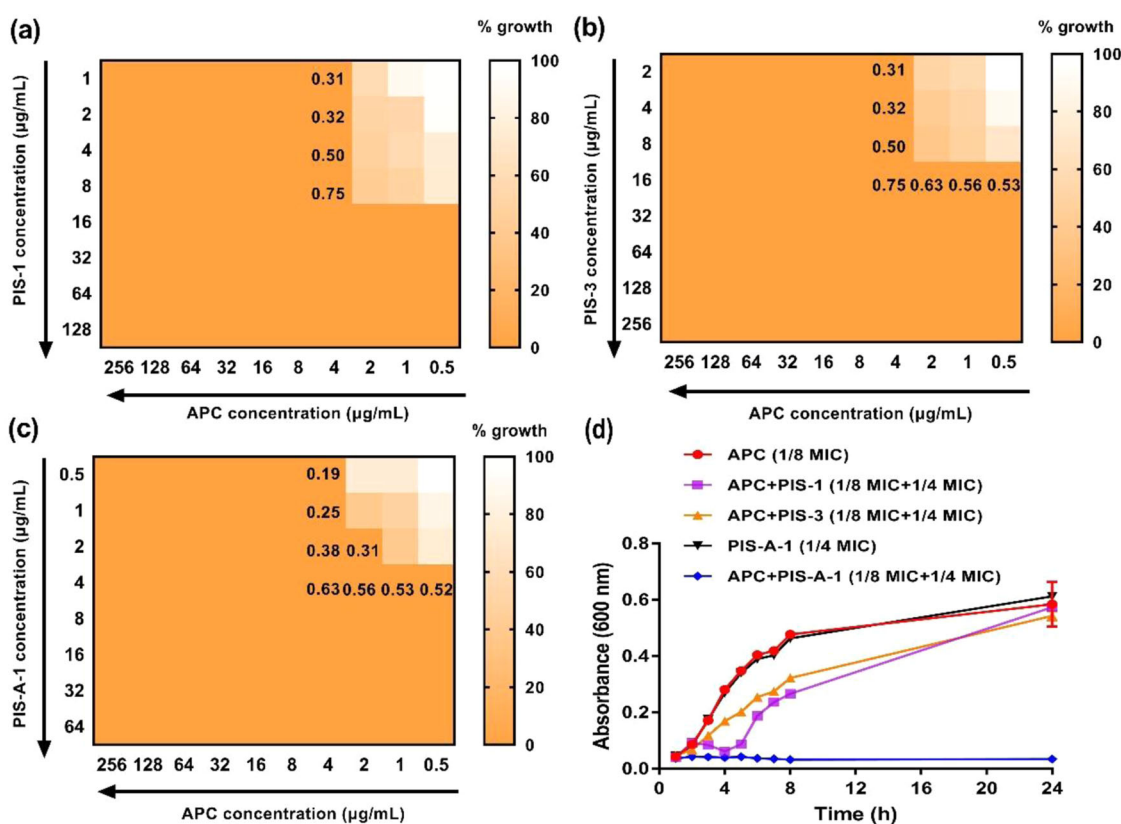 (a)
% growth
PIS-1 concentration (µg/mL)
1
2
4
8
16
32
64
128
0.31
0.32
0.50
0.75
256 128 64 32 16 8 4 2 1 0.5
APC concentration (µg/mL)
100
80
60
40
20
0
(b)
% growth
PIS-3 concentration (µg/mL)
2
4
8
16
32
64
128
256
0.31
0.32
0.50
0.75 0.63 0.56 0.53
256 128 64 32 16 8 4 2 1 0.5
APC concentration (µg/mL)
100
80
60
40
20
0
(c)
% growth
PIS-A-1 concentration (µg/mL)
0.5
1
2
4
8
16
32
64
0.19
0.25
0.38 0.31
0.63 0.56 0.53 0.52
256 128 64 32 16 8 4 2 1 0.5
APC concentration (µg/mL)
100
80
60
40
20
0
(d)
APC (1/8 MIC)
APC+PIS-1 (1/8 MIC+1/4 MIC)
APC+PIS-3 (1/8 MIC+1/4 MIC)
PIS-A-1 (1/4 MIC)
APC+PIS-A-1 (1/8 MIC+1/4 MIC)
Absorbance (600 nm)
0.8
0.6
0.4
0.2
0.0
0 4 8 12 16 20 24
Time (h)